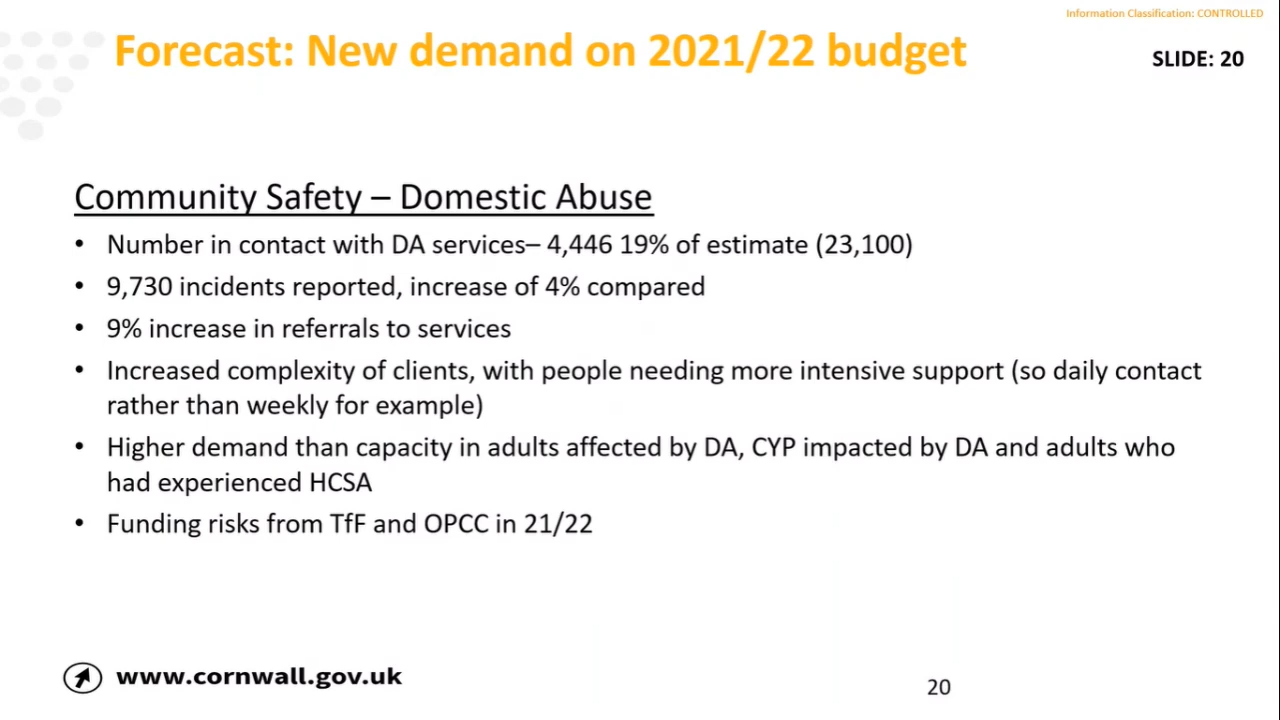 Information Classification: CONTROLLED
Forecast: New demand on 2021/22 budget
SLIDE: 20
Community Safety – Domestic Abuse
• Number in contact with DA services– 4,446 19% of estimate (23,100)
• 9,730 incidents reported, increase of 4% compared
• 9% increase in referrals to services
• Increased complexity of clients, with people needing more intensive support (so daily contact
rather than weekly for example)
• Higher demand than capacity in adults affected by DA, CYP impacted by DA and adults who
had experienced HCSA
• Funding risks from TfF and OPCC in 21/22
www.cornwall.gov.uk
20